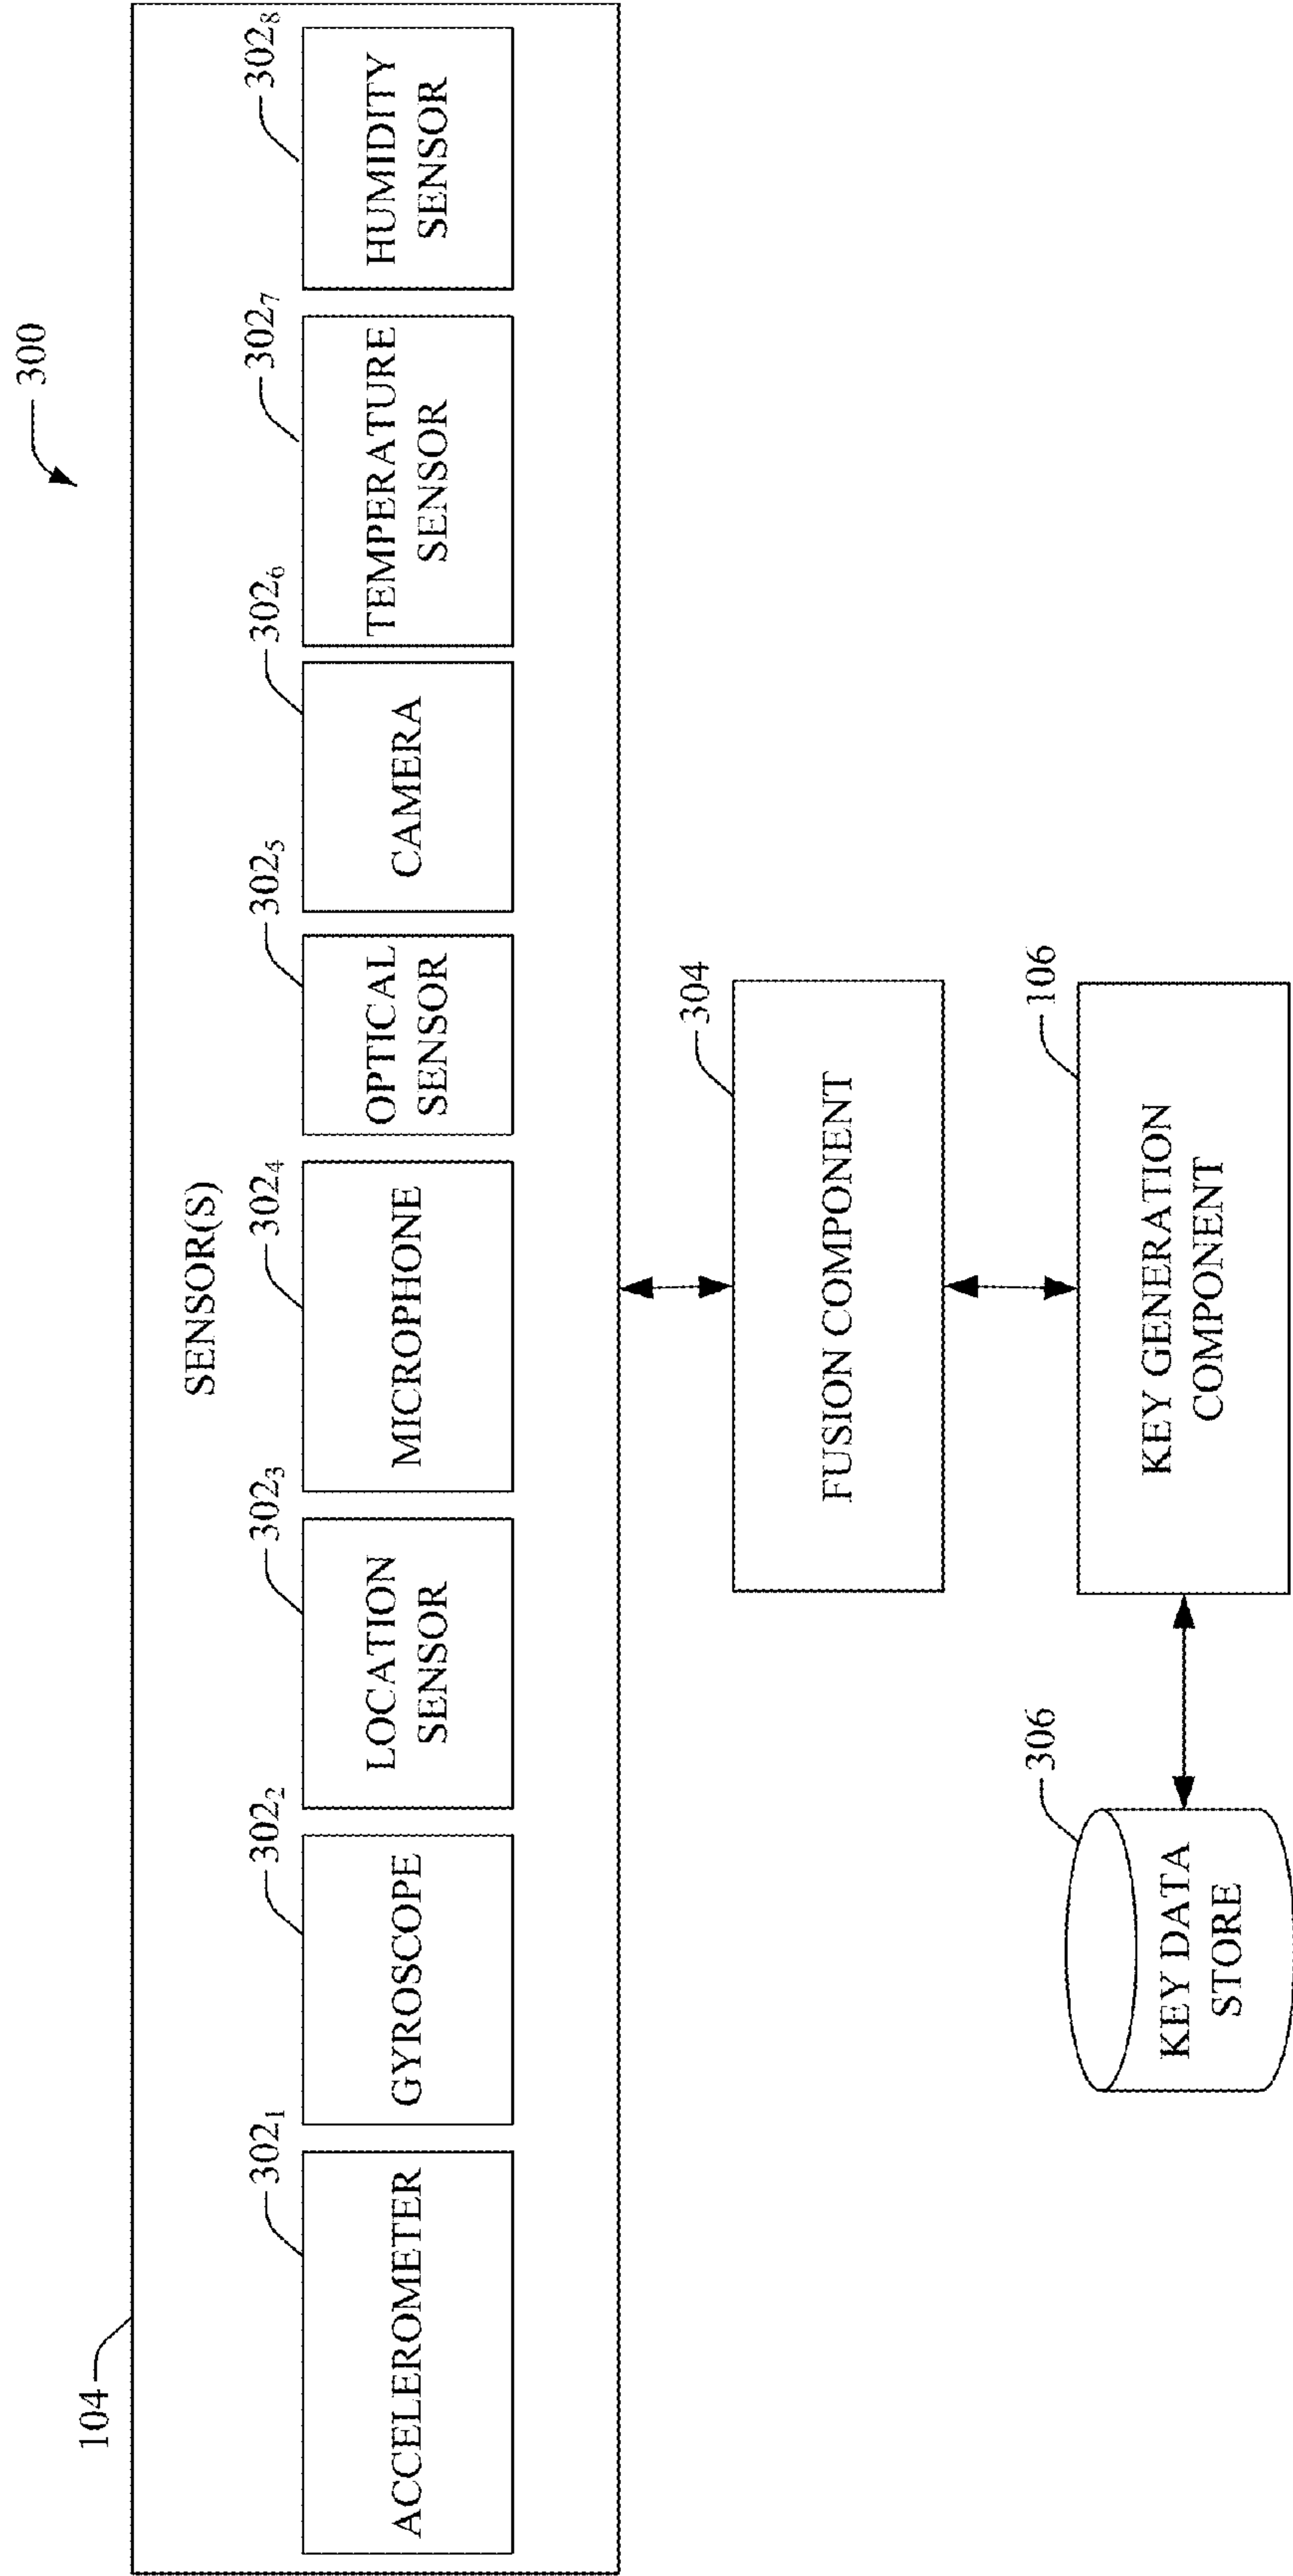 300
104
SENSOR(S)
302₁
302₂
302₃
302₄
302₅
302₆
302₇
302₈
ACCELEROMETER
GYROSCOPE
LOCATION
SENSOR
MICROPHONE
OPTICAL
SENSOR
CAMERA
TEMPERATURE
SENSOR
HUMIDITY
SENSOR
304
FUSION COMPONENT
306
KEY DATA
STORE
106
KEY GENERATION
COMPONENT